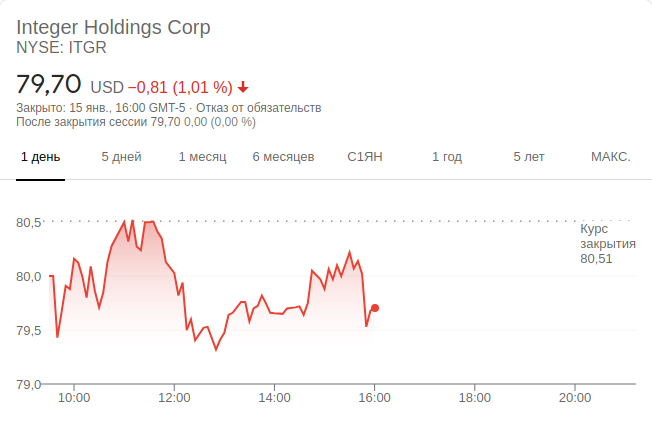 Integer Holdings Corp
NYSE: ITGR
79,70 USD −0,81 (1,01 %)
Закрыто: 15 янв., 16:00 GMT-5 · Отказ от обязательств
После закрытия сессии 79,70 0,00 (0,00 %)
1 день 5 дней 1 месяц 6 месяцев С1ЯН 1 год 5 лет МАКС.
80,5
Курс
закрытия
80,51
80,0
79,5
79,0
10:00 12:00 14:00 16:00 18:00 20:00